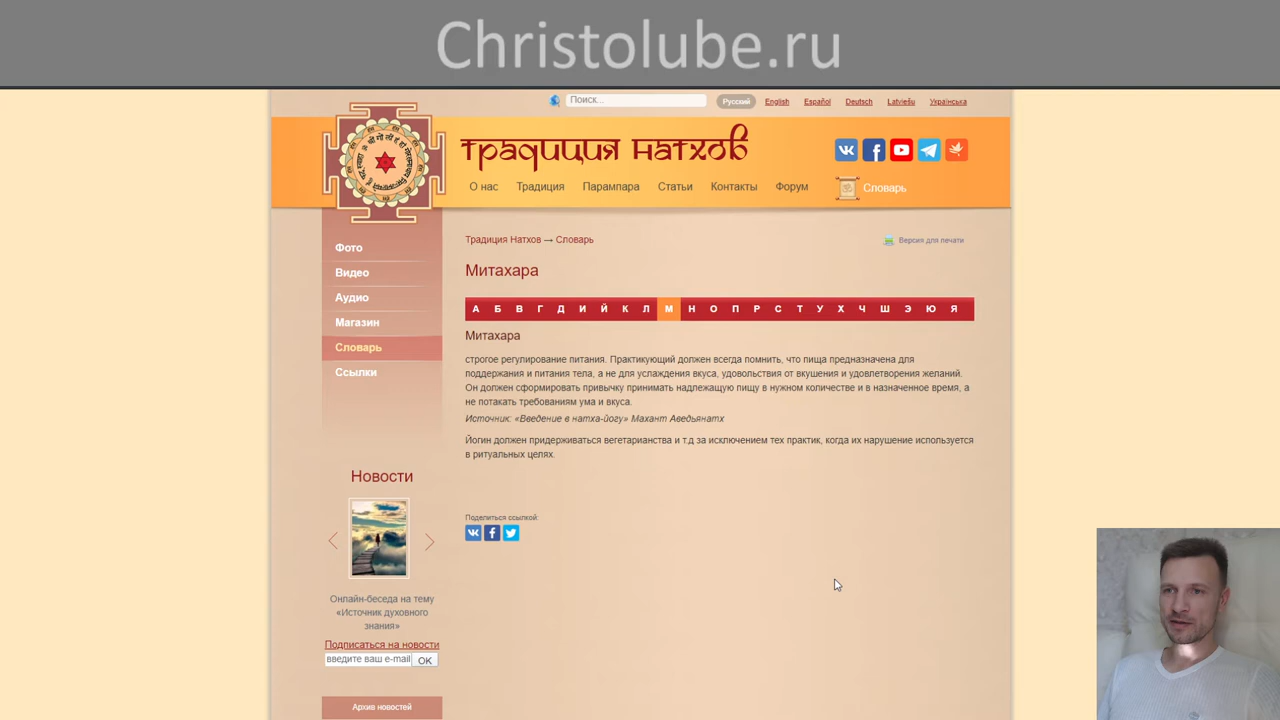 Christolube.ru
Поиск...
Русский English Español Deutsch Latviešu Українська
традиция натхов
О нас Традиция Парампара Статьи Контакты Форум Словарь
Фото
Видео
Аудио
Магазин
Словарь
Ссылки
Традиция Натхов → Словарь
Версия для печати
Митахара
А Б В Г Д И Й К Л М Н О П Р С Т У Х Ч Ш Э Ю Я
Митахара
строгое регулирование питания. Практикующий должен всегда помнить, что пища предназначена для
поддержания и питания тела, а не для услаждения вкуса, удовольствия от вкушения и удовлетворения желаний.
Он должен сформировать привычку принимать надлежащую пищу в нужном количестве и в назначенное время, а
не потакать требованиям ума и вкуса.
Источник: «Введение в натха-йогу» Махант Аведьянатх
Йогин должен придерживаться вегетарианства и т.д за исключением тех практик, когда их нарушение используется
в ритуальных целях.
Поделиться ссылкой:
Новости
Онлайн-беседа на тему
«Источник духовного
знания»
Подписаться на новости
введите ваш e-mail OK
Архив новостей